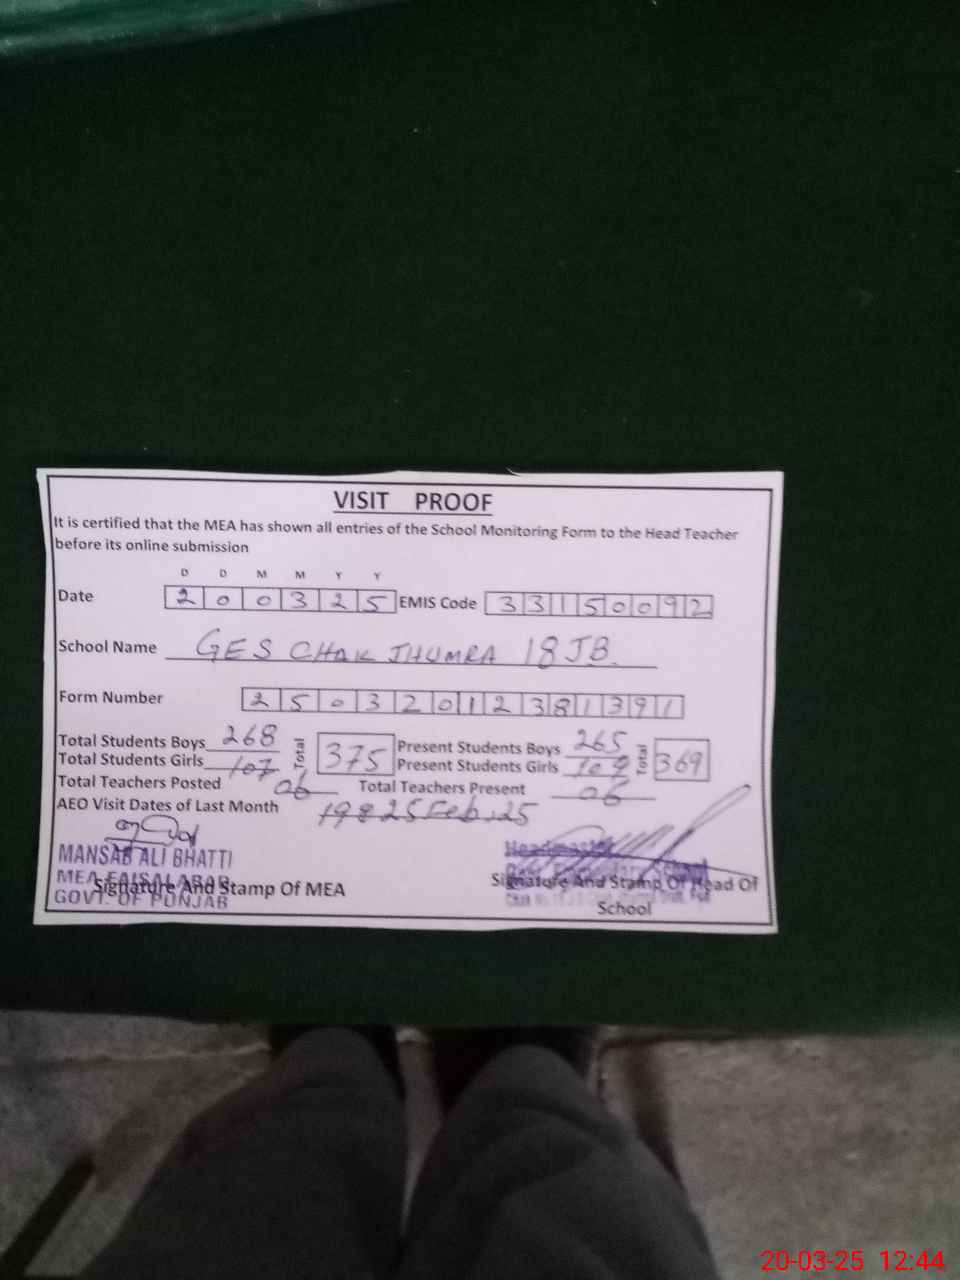 VISIT PROOF
It is certified that the MEA has shown all entries of the School Monitoring Form to the Head Teacher
before its online submission
D D M M Y Y
Date 2 0 0 3 2 5 EMIS Code 3 3 1 5 0 0 9 2
School Name GES CHAK JHUMRA 18 JB
Form Number 2 5 0 3 2 0 1 2 3 8 1 3 9 1
Total Students Boys 268 Total 375 Present Students Boys 265 Total 369
Total Students Girls 107 Present Students Girls
Total Teachers Posted 06 Total Teachers Present 06
AEO Visit Dates of Last Month 19 & 25 Feb, 25
MANSAB ALI BHATTI
MEA FAISALABAD
GOVT. OF PUNJAB
Signature And Stamp Of MEA
Headmaster
School
Signature And Stamp Of Head Of
School
20-03-25 12:44